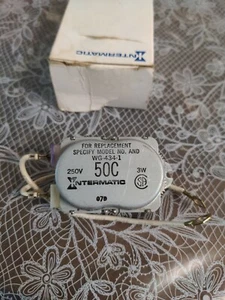 INTERMATIC
FOR REPLACEMENT
SPECIFY MODEL NO. AND
WG-434-1
250V 50C 3W
INTERMATIC
079